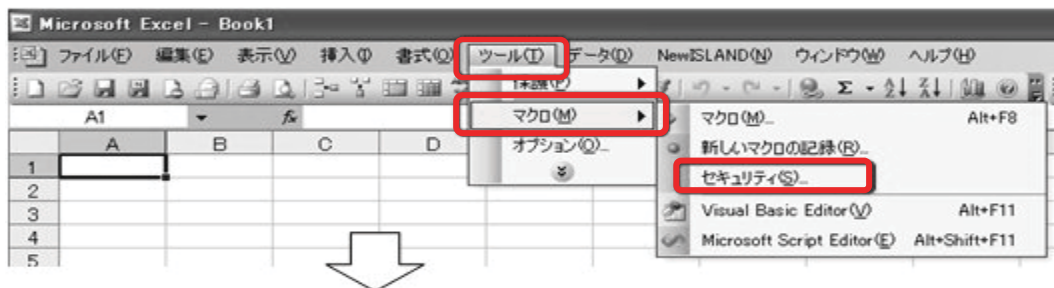 Microsoft Excel - Book1
ファイル(F) 編集(E) 表示(V) 挿入(I) 書式(O) ツール(T) データ(D) NewISLAND(N) ウィンドウ(W) ヘルプ(H)
保護(P)
A1 fx マクロ(M) マクロ(M)... Alt+F8
A B C D オプション(O)... 新しいマクロの記録(R)...
1 セキュリティ(S)...
2 Visual Basic Editor(V) Alt+F11
3
4 Microsoft Script Editor(E) Alt+Shift+F11
5